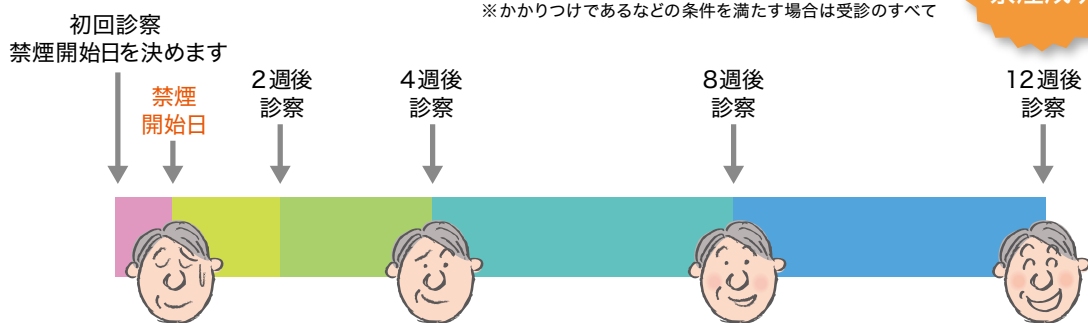 ※かかりつけであるなどの条件を満たす場合は受診のすべて
初回診察
禁煙開始日を決めます
禁煙
開始日
2週後
診察
4週後
診察
8週後
診察
12週後
診察